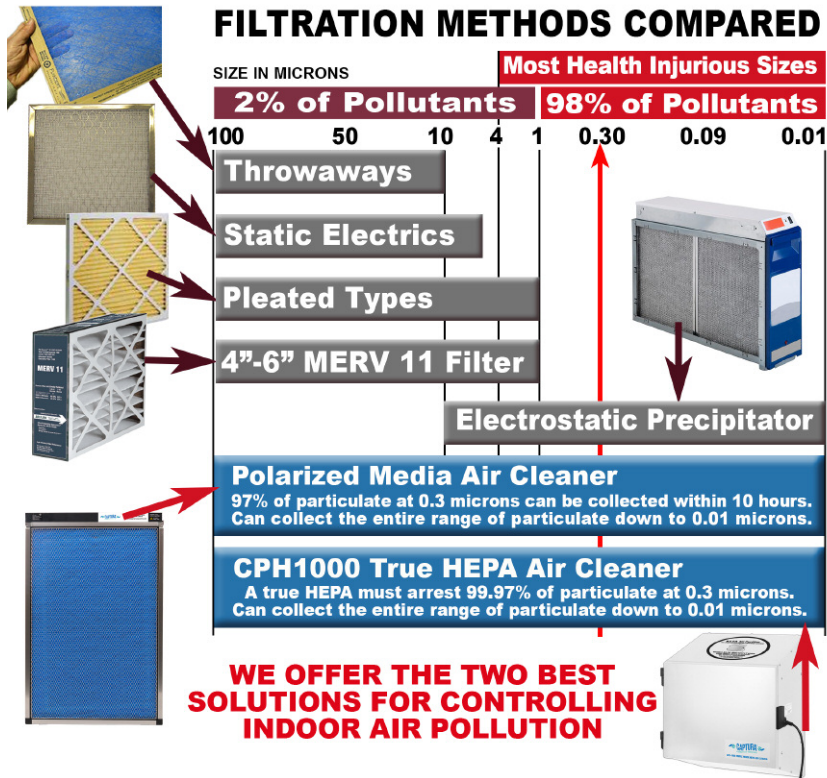 FILTRATION METHODS COMPARED
SIZE IN MICRONS
Most Health Injurious Sizes
2% of Pollutants
98% of Pollutants
100 50 10 4 1 0.30 0.09 0.01
Throwaways
Static Electrics
Pleated Types
MERV 11
4”-6” MERV 11 Filter
Electrostatic Precipitator
Polarized Media Air Cleaner
97% of particulate at 0.3 microns can be collected within 10 hours.
Can collect the entire range of particulate down to 0.01 microns.
CPH1000 True HEPA Air Cleaner
A true HEPA must arrest 99.97% of particulate at 0.3 microns.
Can collect the entire range of particulate down to 0.01 microns.
WE OFFER THE TWO BEST
SOLUTIONS FOR CONTROLLING
INDOOR AIR POLLUTION